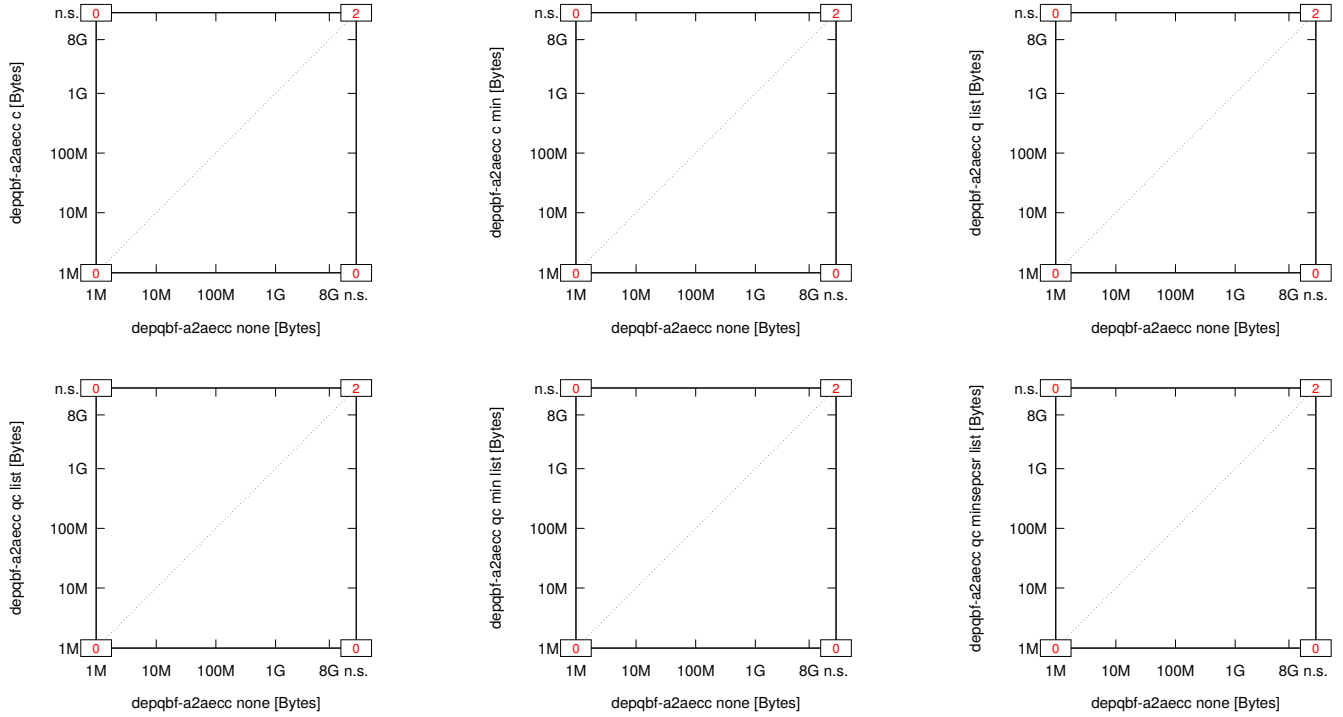 n.s. 0 2
8G
1G
100M
10M
1M 0 0
1M 10M 100M 1G 8G n.s.
depqbf-a2aecc c [Bytes]
depqbf-a2aecc none [Bytes]
n.s. 0 2
8G
1G
100M
10M
1M 0 0
1M 10M 100M 1G 8G n.s.
depqbf-a2aecc c min [Bytes]
depqbf-a2aecc none [Bytes]
n.s. 0 2
8G
1G
100M
10M
1M 0 0
1M 10M 100M 1G 8G n.s.
depqbf-a2aecc q list [Bytes]
depqbf-a2aecc none [Bytes]
n.s. 0 2
8G
1G
100M
10M
1M 0 0
1M 10M 100M 1G 8G n.s.
depqbf-a2aecc qc list [Bytes]
depqbf-a2aecc none [Bytes]
n.s. 0 2
8G
1G
100M
10M
1M 0 0
1M 10M 100M 1G 8G n.s.
depqbf-a2aecc qc min list [Bytes]
depqbf-a2aecc none [Bytes]
n.s. 0 2
8G
1G
100M
10M
1M 0 0
1M 10M 100M 1G 8G n.s.
depqbf-a2aecc qc minsepcsr list [Bytes]
depqbf-a2aecc none [Bytes]